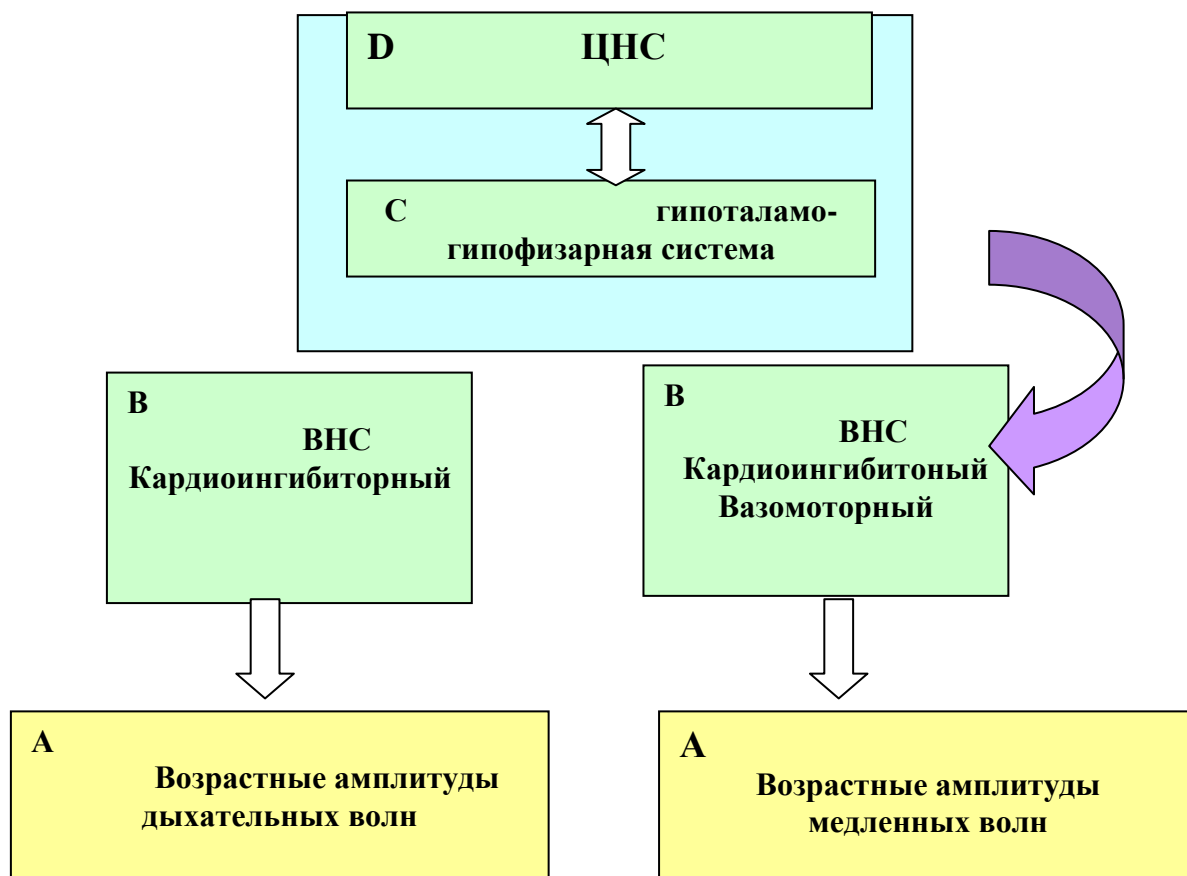 D ЦНС
C гипоталамо-
гипофизарная система
В
ВНС
Кардиоингибиторный
В
ВНС
Кардиоингибитоный
Вазомоторный
А
Возрастные амплитуды
дыхательных волн
А
Возрастные амплитуды
медленных волн